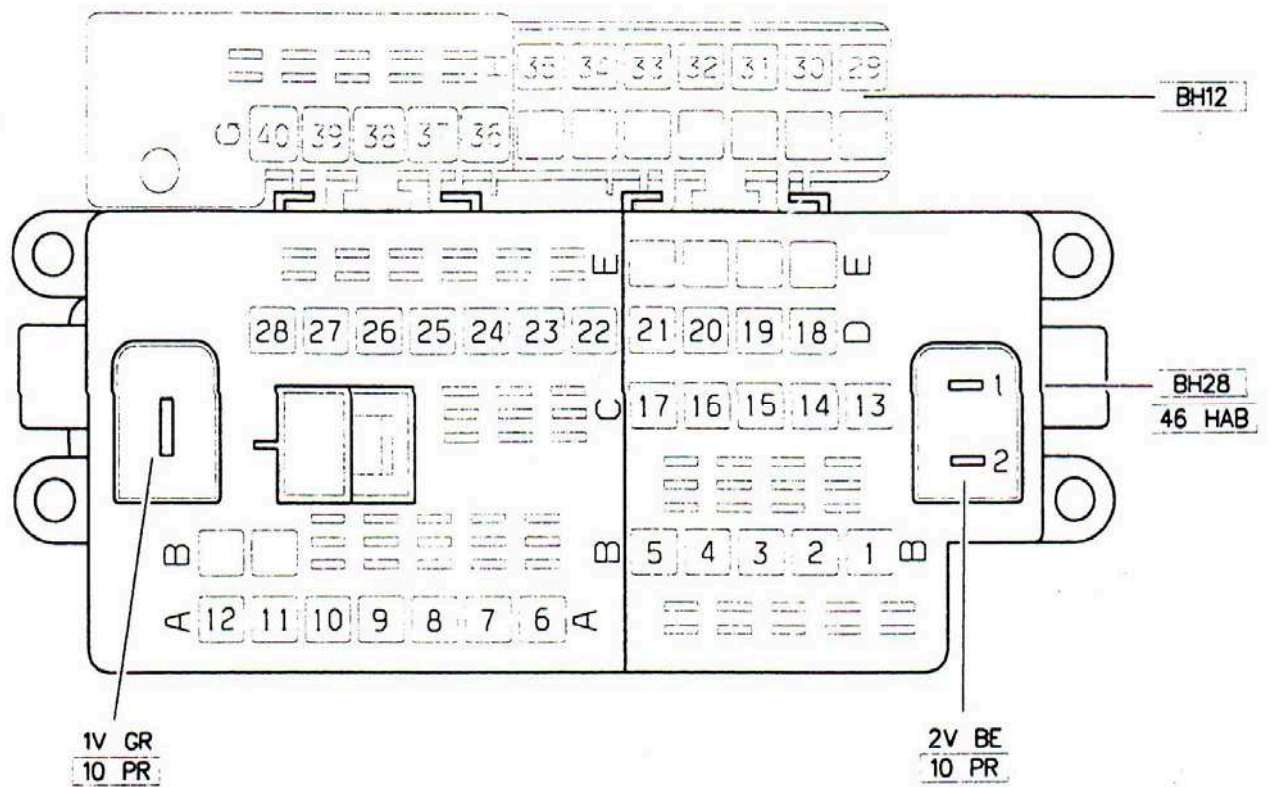 H 35 34 33 32 31 30 29
BH12
G 40 39 38 37 36
E E
28 27 26 25 24 23 22 21 20 19 18 D
1
BH28
C 17 16 15 14 13
46 HAB
2
B B 5 4 3 2 1 B
A 12 11 10 9 8 7 6 A
1V GR
10 PR
2V BE
10 PR